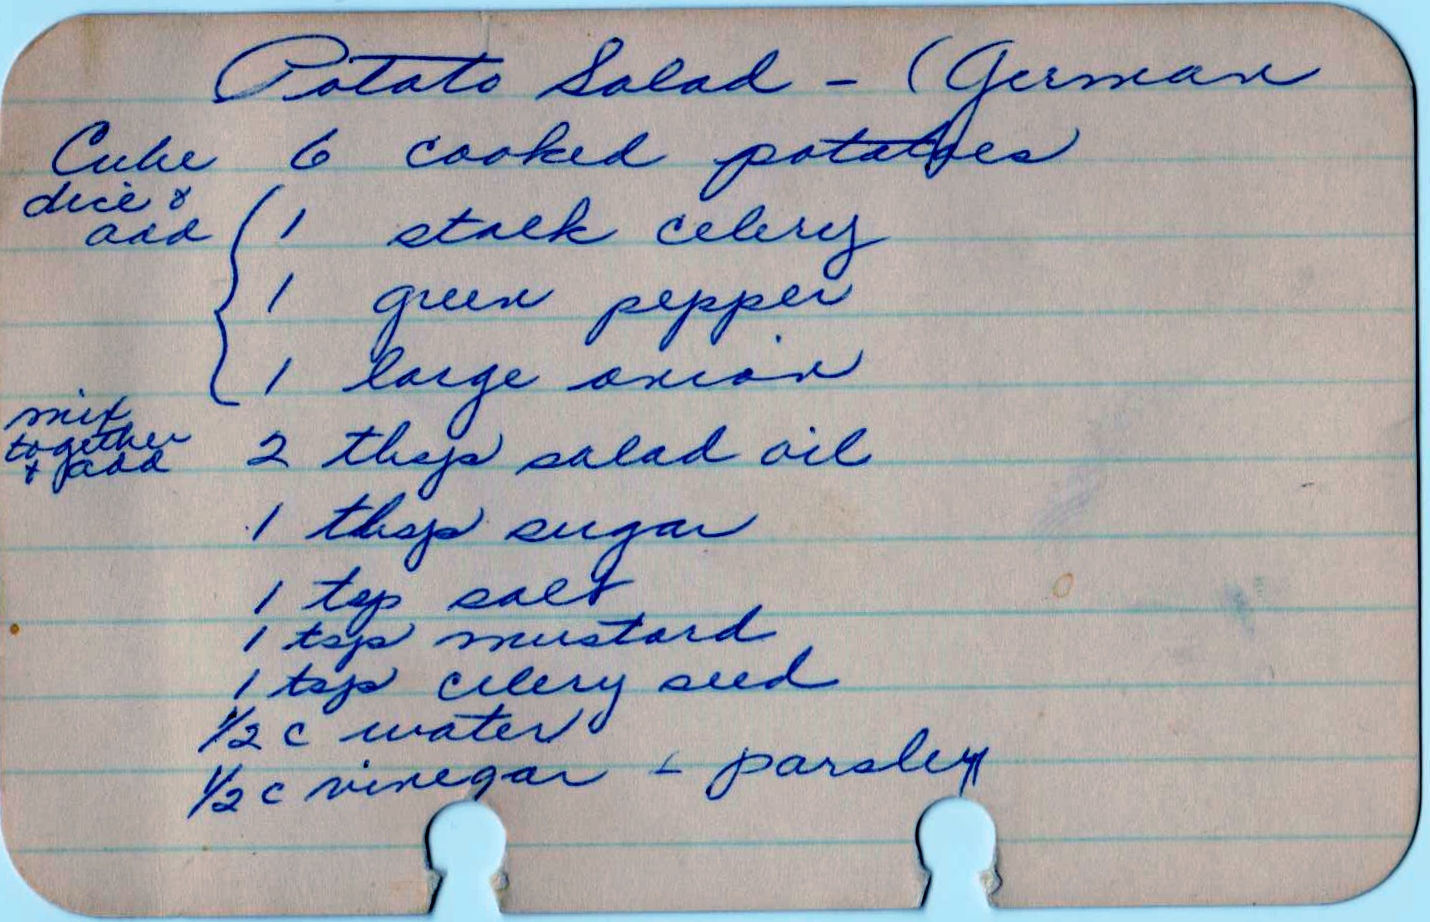 Potato Salad - (German
Cube 6 cooked potatoes
dice &
add { 1 stalk celery
1 green pepper
1 large onion
mix
together
& add 2 tbsp salad oil
1 tbsp sugar
1 tsp salt
1 tsp mustard
1 tsp celery seed
1/2 c water
1/2 c vinegar - parsley